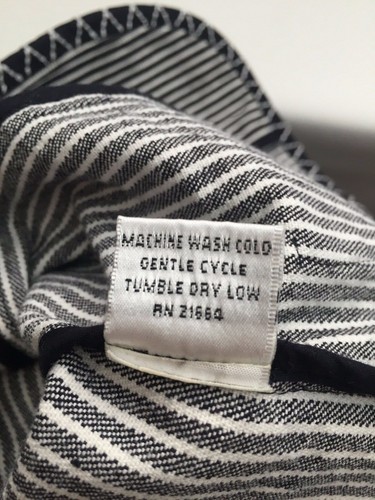 MACHINE WASH COLD
GENTLE CYCLE
TUMBLE DRY LOW
RN 21664